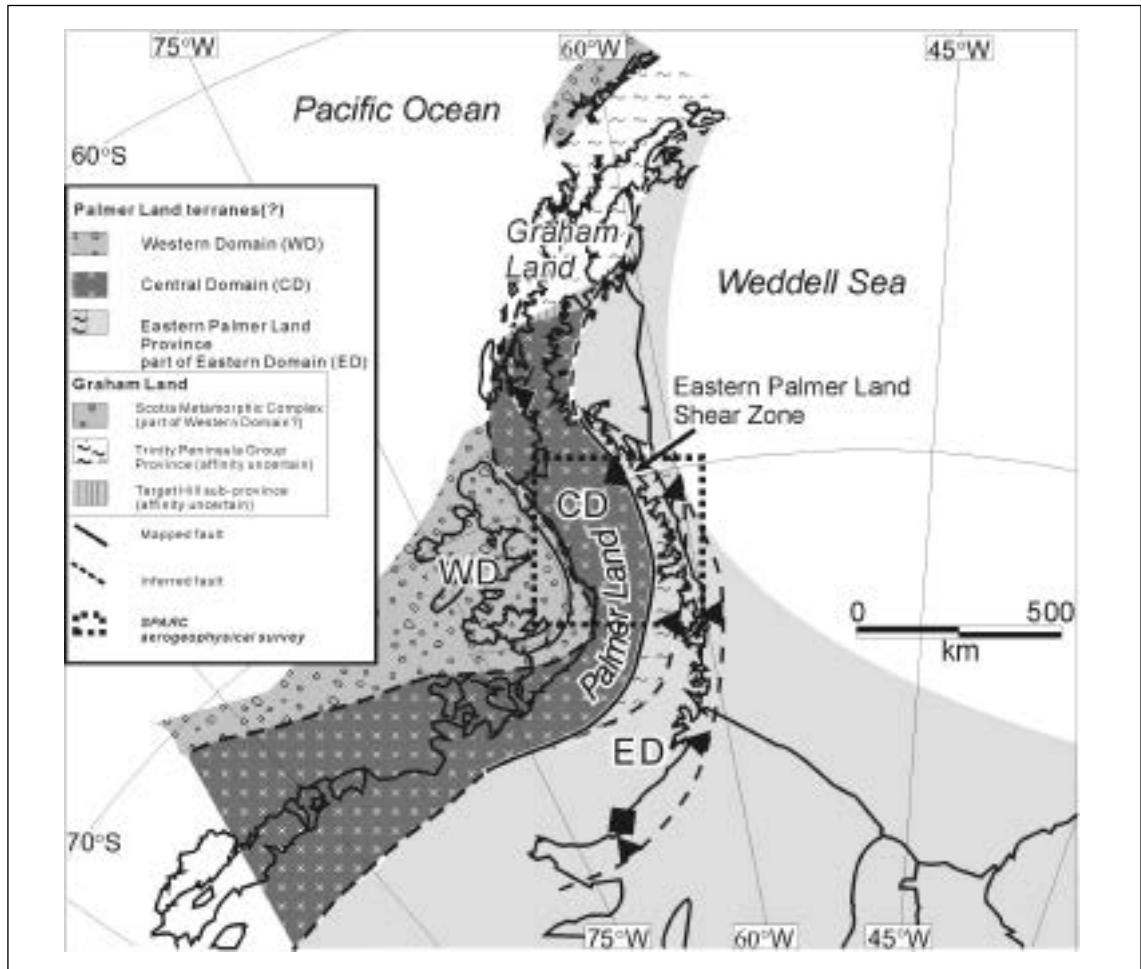 75°W
60°W
45°W
Pacific Ocean
60°S
Palmer Land terranes(?)
Western Domain (WD)
Central Domain (CD)
Eastern Palmer Land
Province
part of Eastern Domain (ED)
Graham Land
Scotia Metamorphic Complex
(part of Western Domain?)
Trinity Peninsula Group
Province (affinity uncertain)
Target Hill sub-province
(affinity uncertain)
Mapped fault
Inferred fault
SPARC
aerogeophysical survey
Graham
Land
Weddell Sea
Eastern Palmer Land
Shear Zone
CD
WD
Palmer Land
0 500
km
ED
70°S
75°W
60°W
45°W